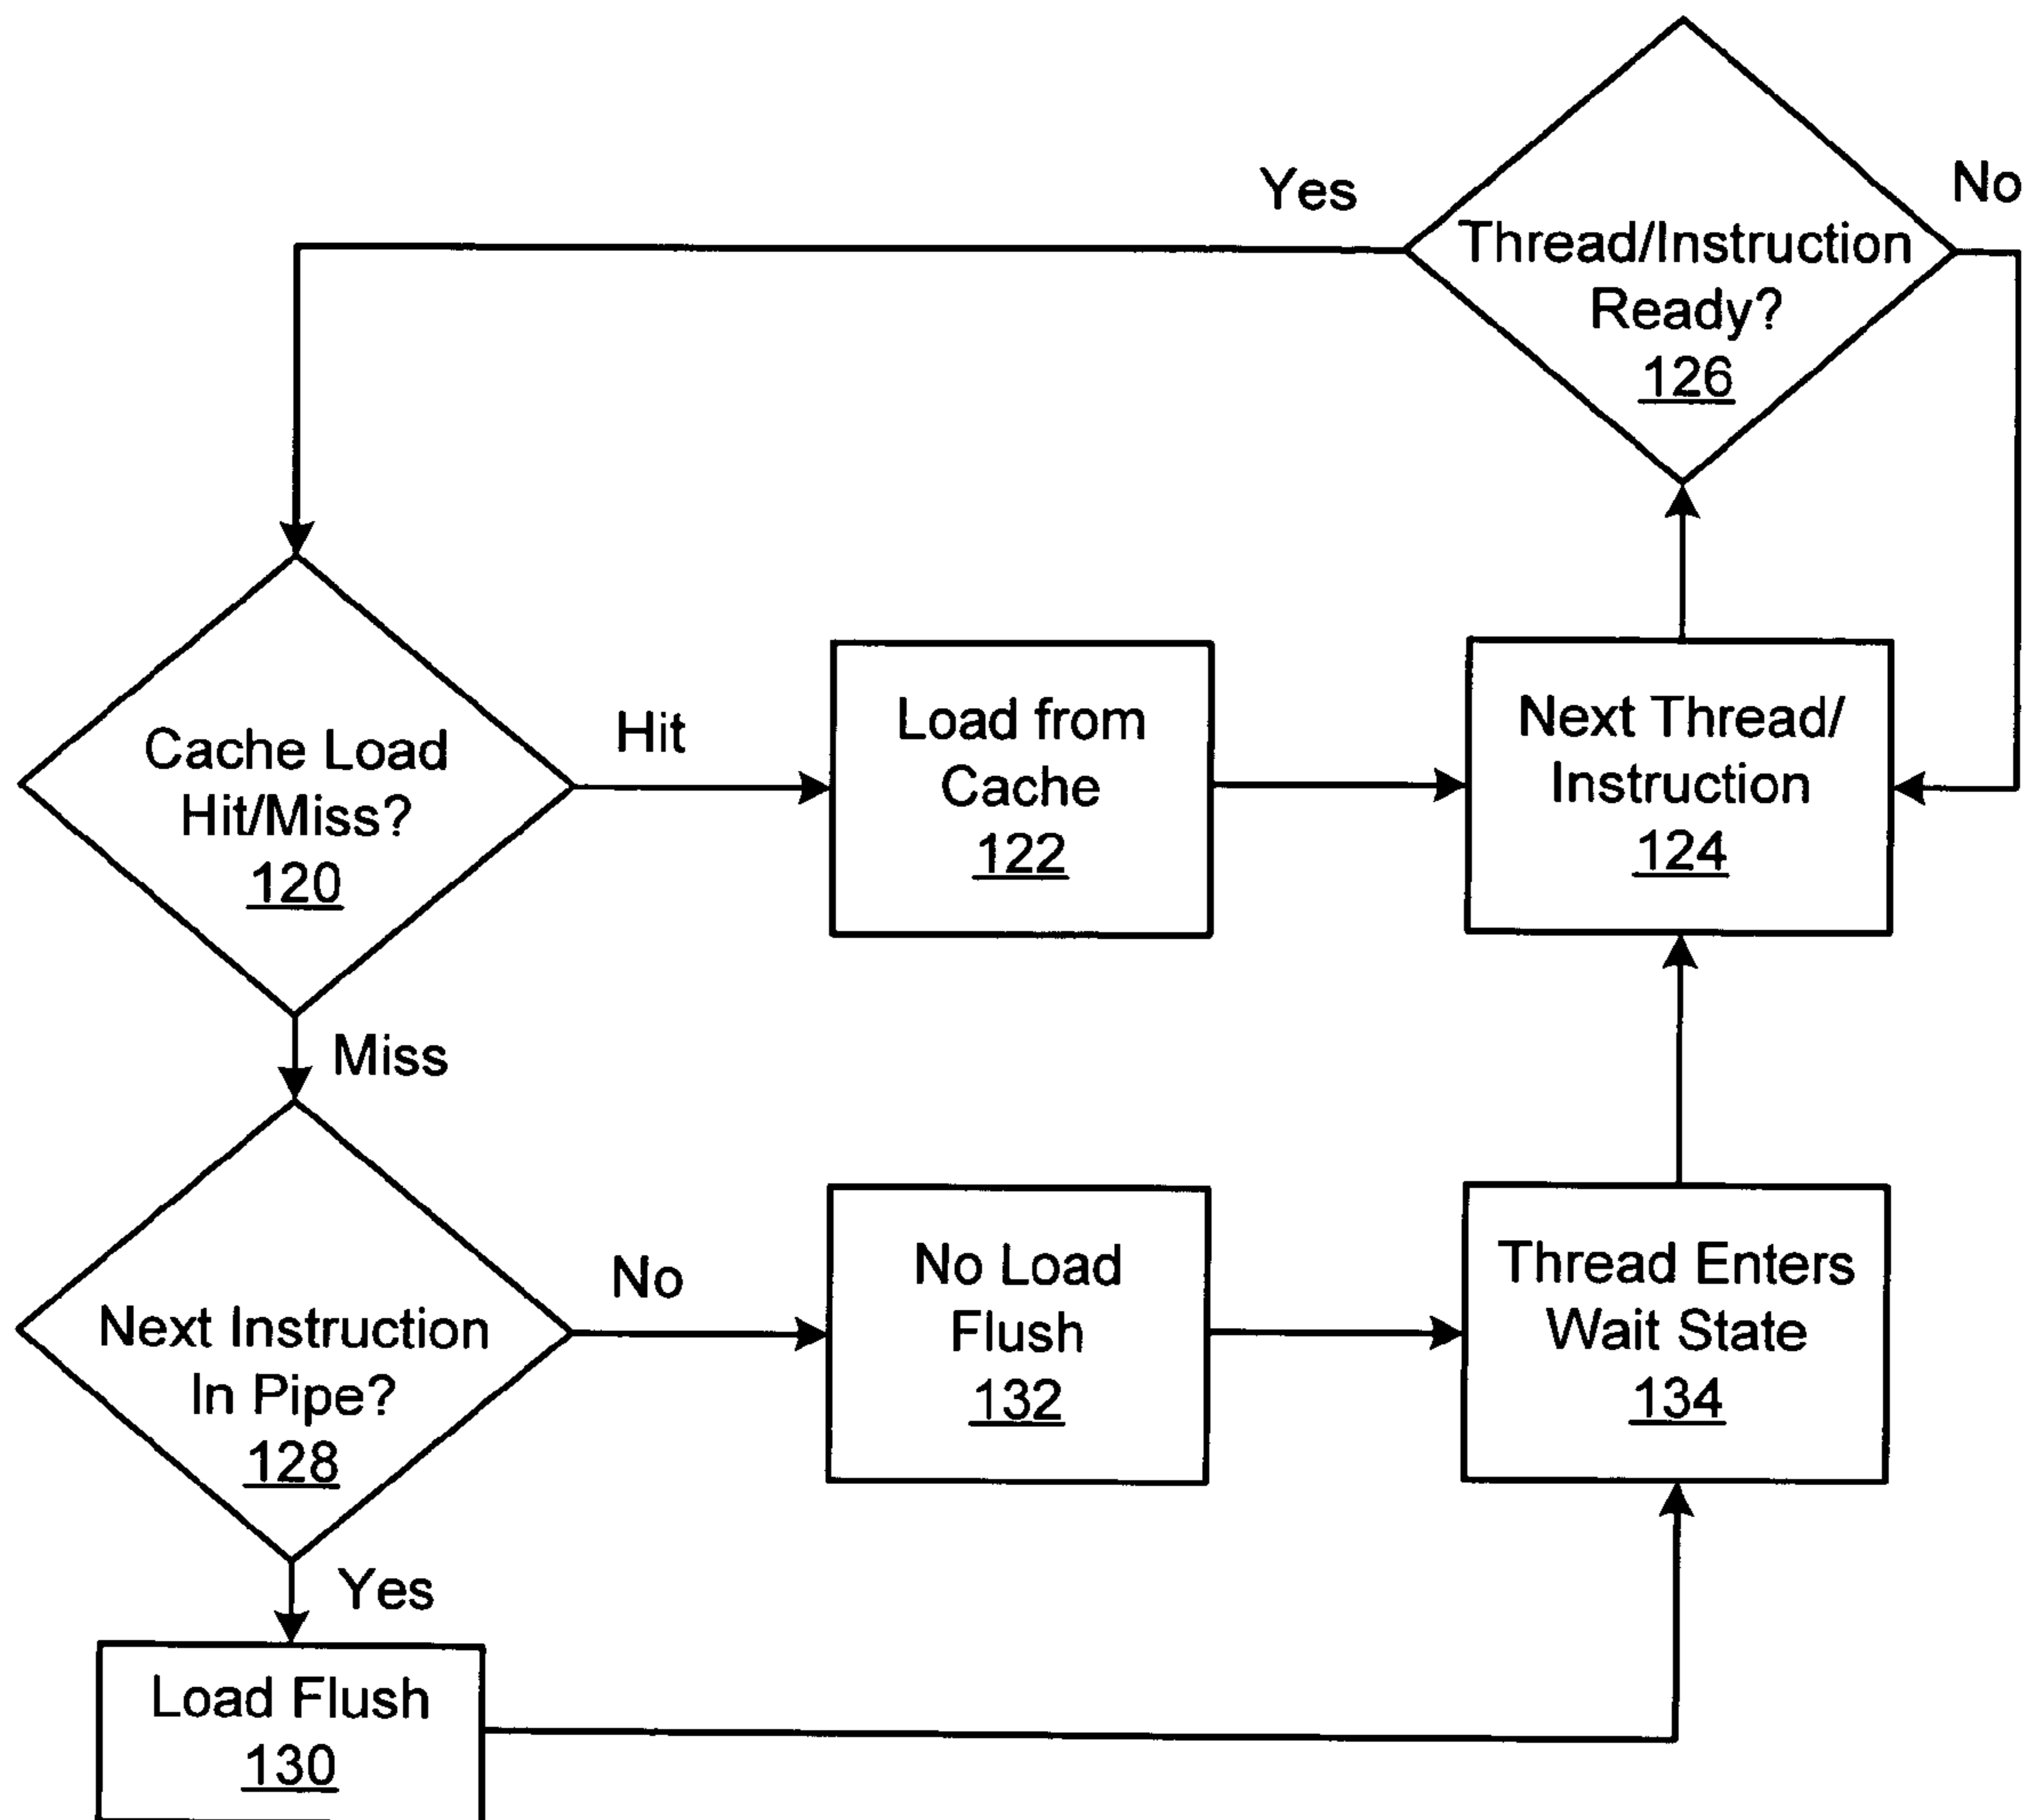 Yes
No
Thread/Instruction
Ready?
126
Cache Load
Hit/Miss?
120
Hit
Load from
Cache
122
Next Thread/
Instruction
124
Miss
Next Instruction
In Pipe?
128
No
No Load
Flush
132
Thread Enters
Wait State
134
Yes
Load Flush
130